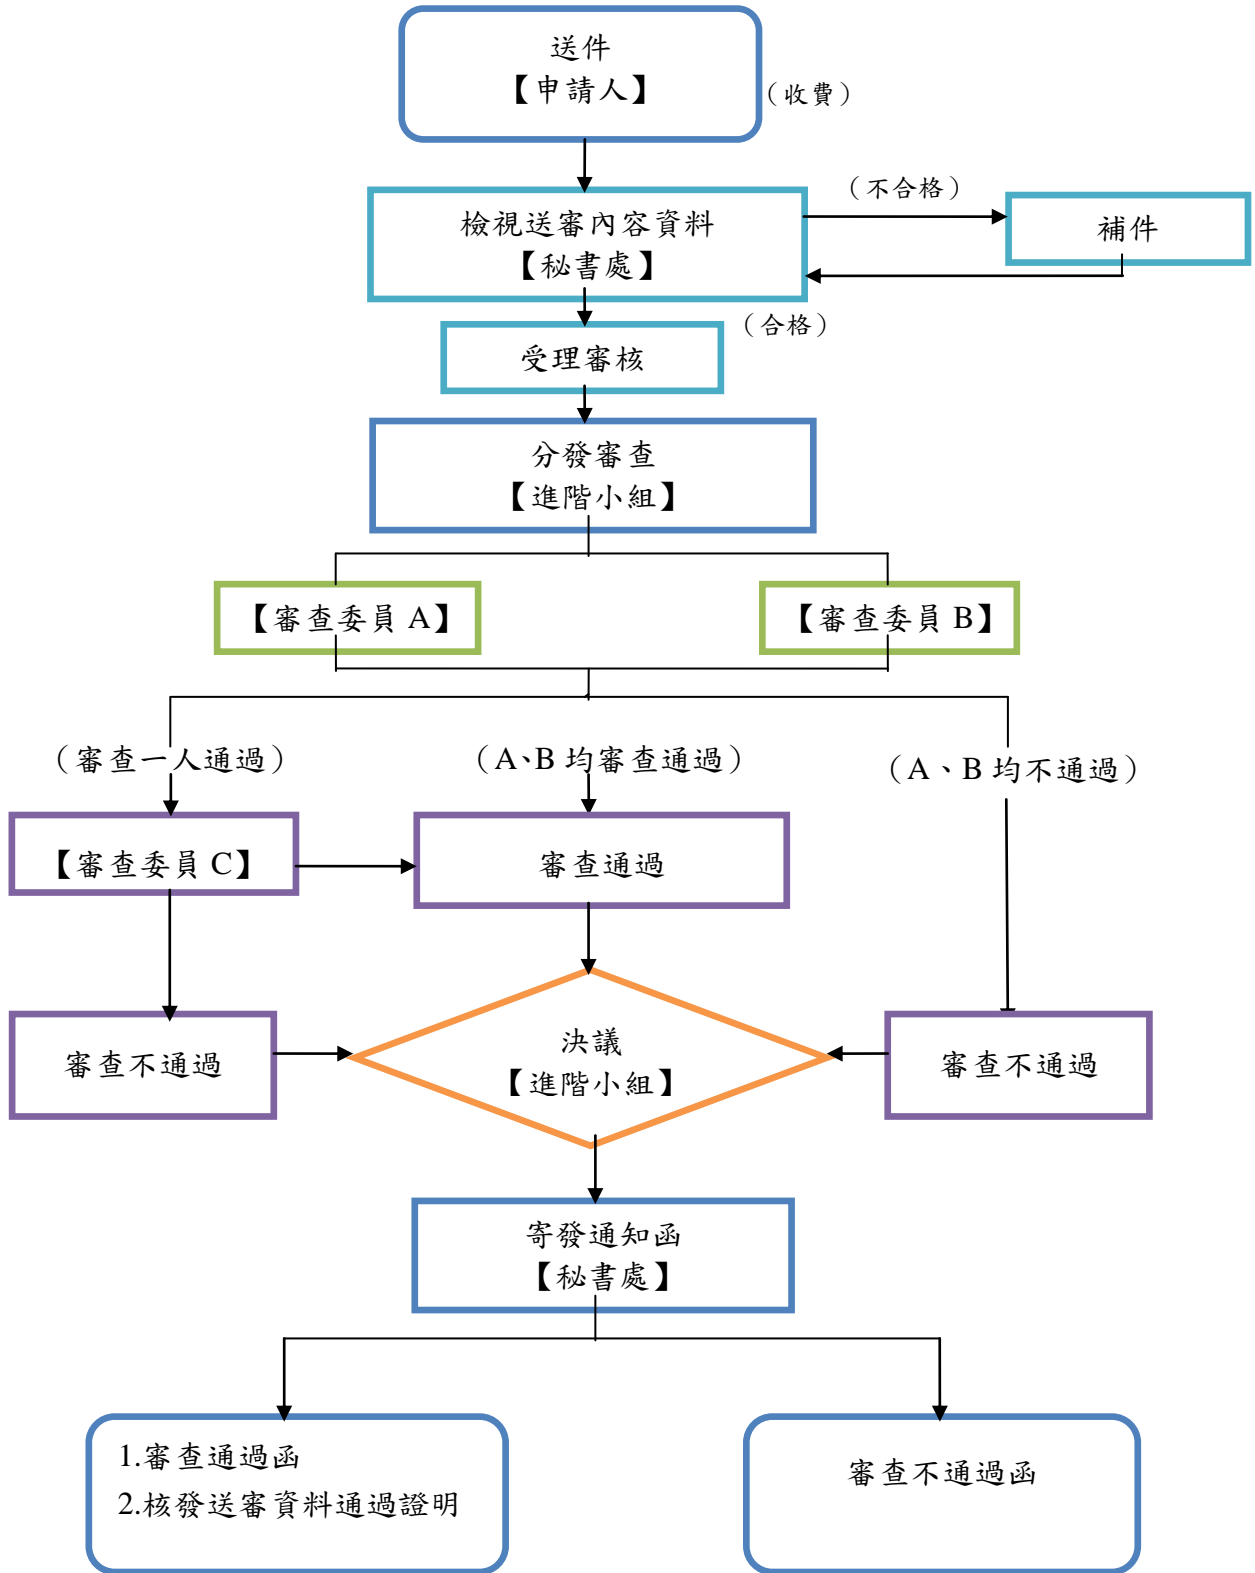 送件
【申請人】
（收費）
（不合格）
檢視送審內容資料
【秘書處】
補件
（合格）
受理審核
分發審查
【進階小組】
【審查委員 A】
【審查委員 B】
（審查一人通過）
（A、B 均審查通過）
（A、B 均不通過）
【審查委員 C】
審查通過
審查不通過
決議
【進階小組】
審查不通過
寄發通知函
【秘書處】
1.審查通過函
2.核發送審資料通過證明
審查不通過函